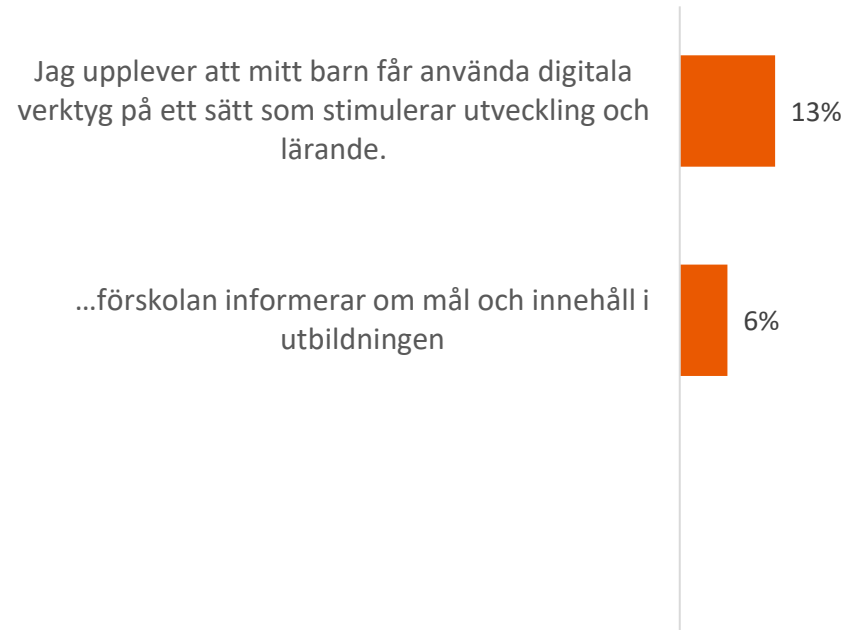 Jag upplever att mitt barn får använda digitala
verktyg på ett sätt som stimulerar utveckling och
lärande.
13%
...förskolan informerar om mål och innehåll i
utbildningen
6%